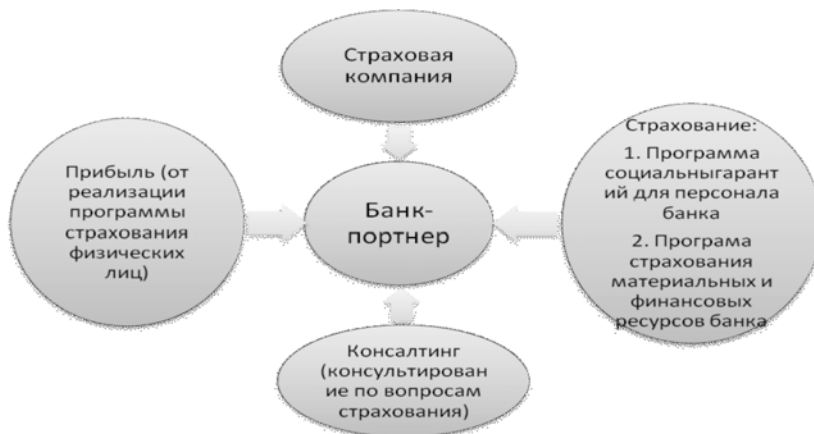 Страховая
компания
Прибыль (от
реализации
программы
страхования
физических
лиц)
Банк-
портнер
Страхование:
1. Программа
социальныгарант
ий для персонала
банка
2. Програма
страхования
материальных и
финансовых
ресурсов банка
Консалтинг
(консультирован
ие по вопросам
страхования)